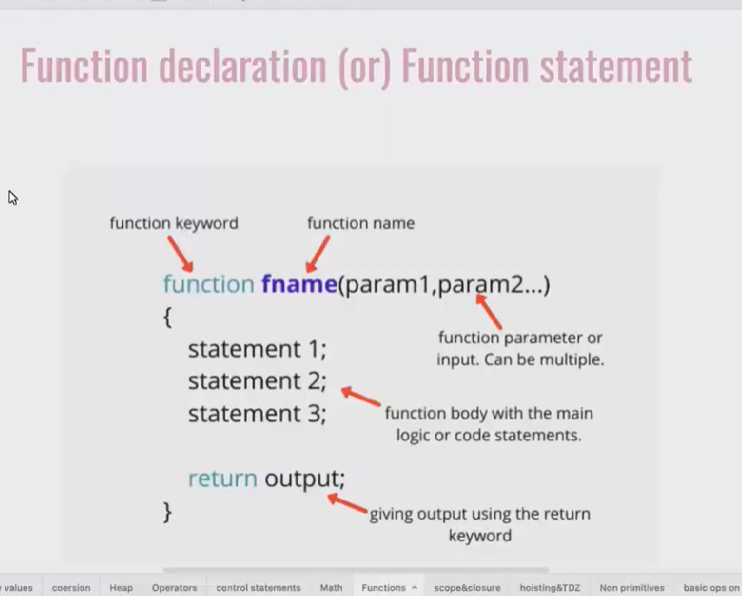 Function declaration (or) Function statement
function keyword
function name
function fname(param1,param2...)
{
function parameter or
input. Can be multiple.
statement 1;
statement 2;
statement 3;
function body with the main
logic or code statements.
return output;
}
giving output using the return
keyword
values coersion Heap Operators control statements Math Functions scope&closure hoisting&TDZ Non primitives basic ops on